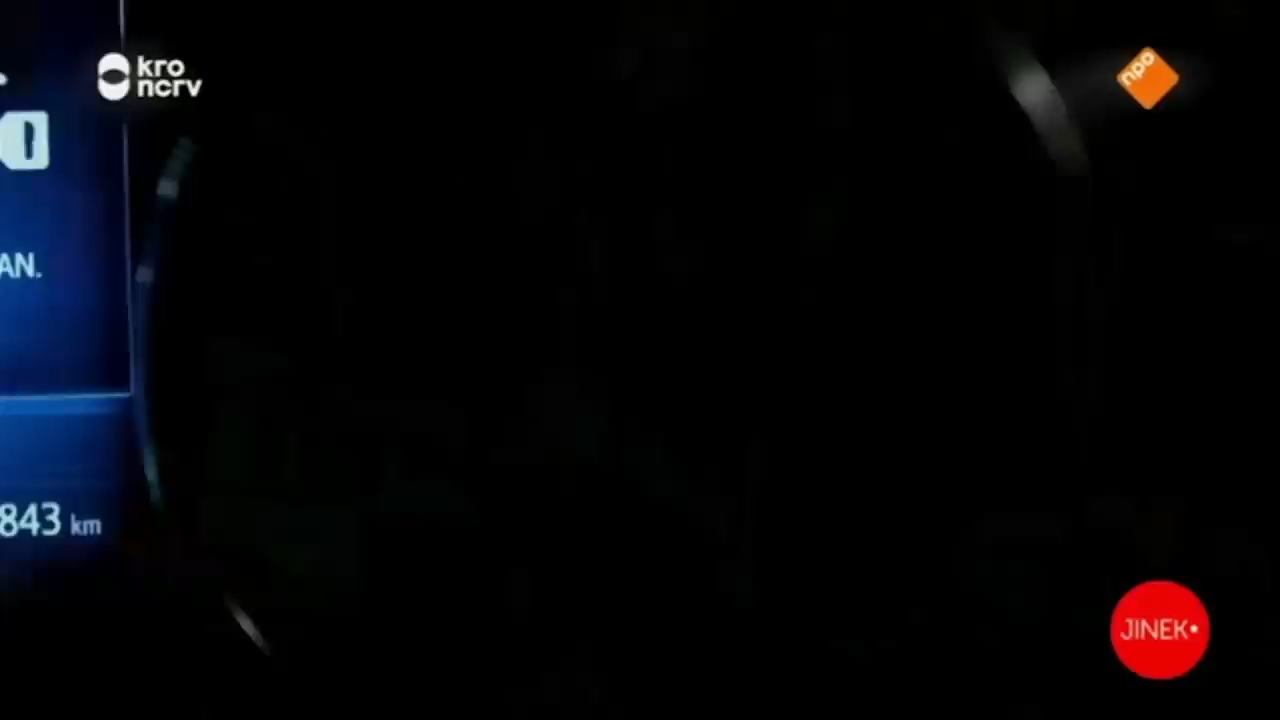 kro
ncrv
npo
AN.
843 km
JINEK•